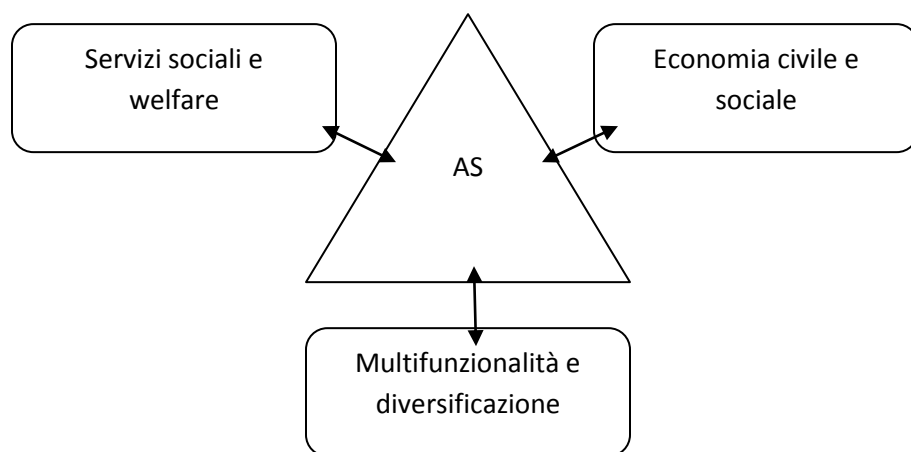 Servizi sociali e
welfare
Economia civile e
sociale
AS
Multifunzionalità e
diversificazione